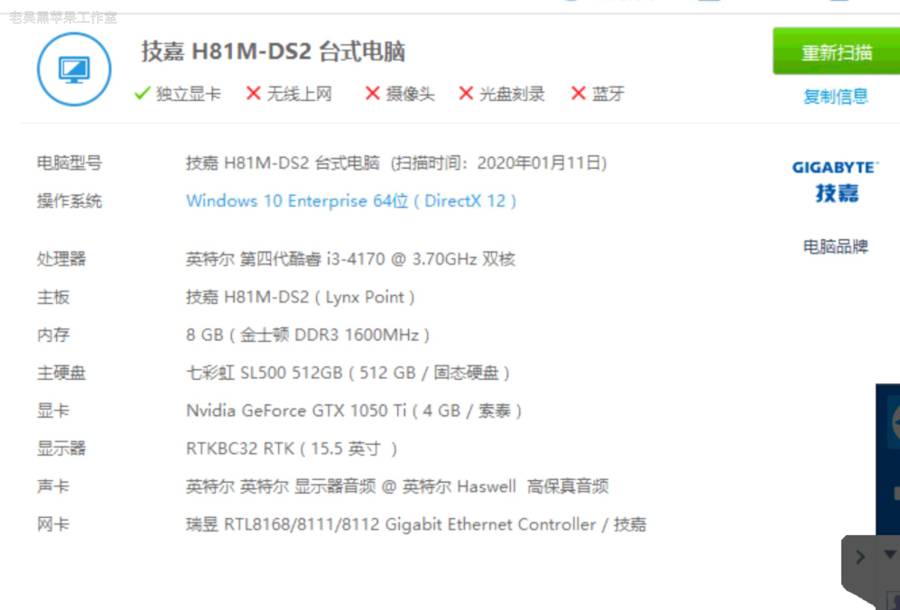 老吴黑苹果工作室
技嘉 H81M-DS2 台式电脑
重新扫描
独立显卡 无线上网 摄像头 光盘刻录 蓝牙
复制信息
电脑型号 技嘉 H81M-DS2 台式电脑 (扫描时间：2020年01月11日)
GIGABYTE
操作系统 Windows 10 Enterprise 64位 ( DirectX 12 )
技嘉
电脑品牌
处理器 英特尔 第四代酷睿 i3-4170 @ 3.70GHz 双核
主板 技嘉 H81M-DS2 ( Lynx Point )
内存 8 GB ( 金士顿 DDR3 1600MHz )
主硬盘 七彩虹 SL500 512GB ( 512 GB / 固态硬盘 )
显卡 Nvidia GeForce GTX 1050 Ti ( 4 GB / 索泰 )
显示器 RTKBC32 RTK ( 15.5 英寸 )
声卡 英特尔 英特尔 显示器音频 @ 英特尔 Haswell 高保真音频
网卡 瑞昱 RTL8168/8111/8112 Gigabit Ethernet Controller / 技嘉